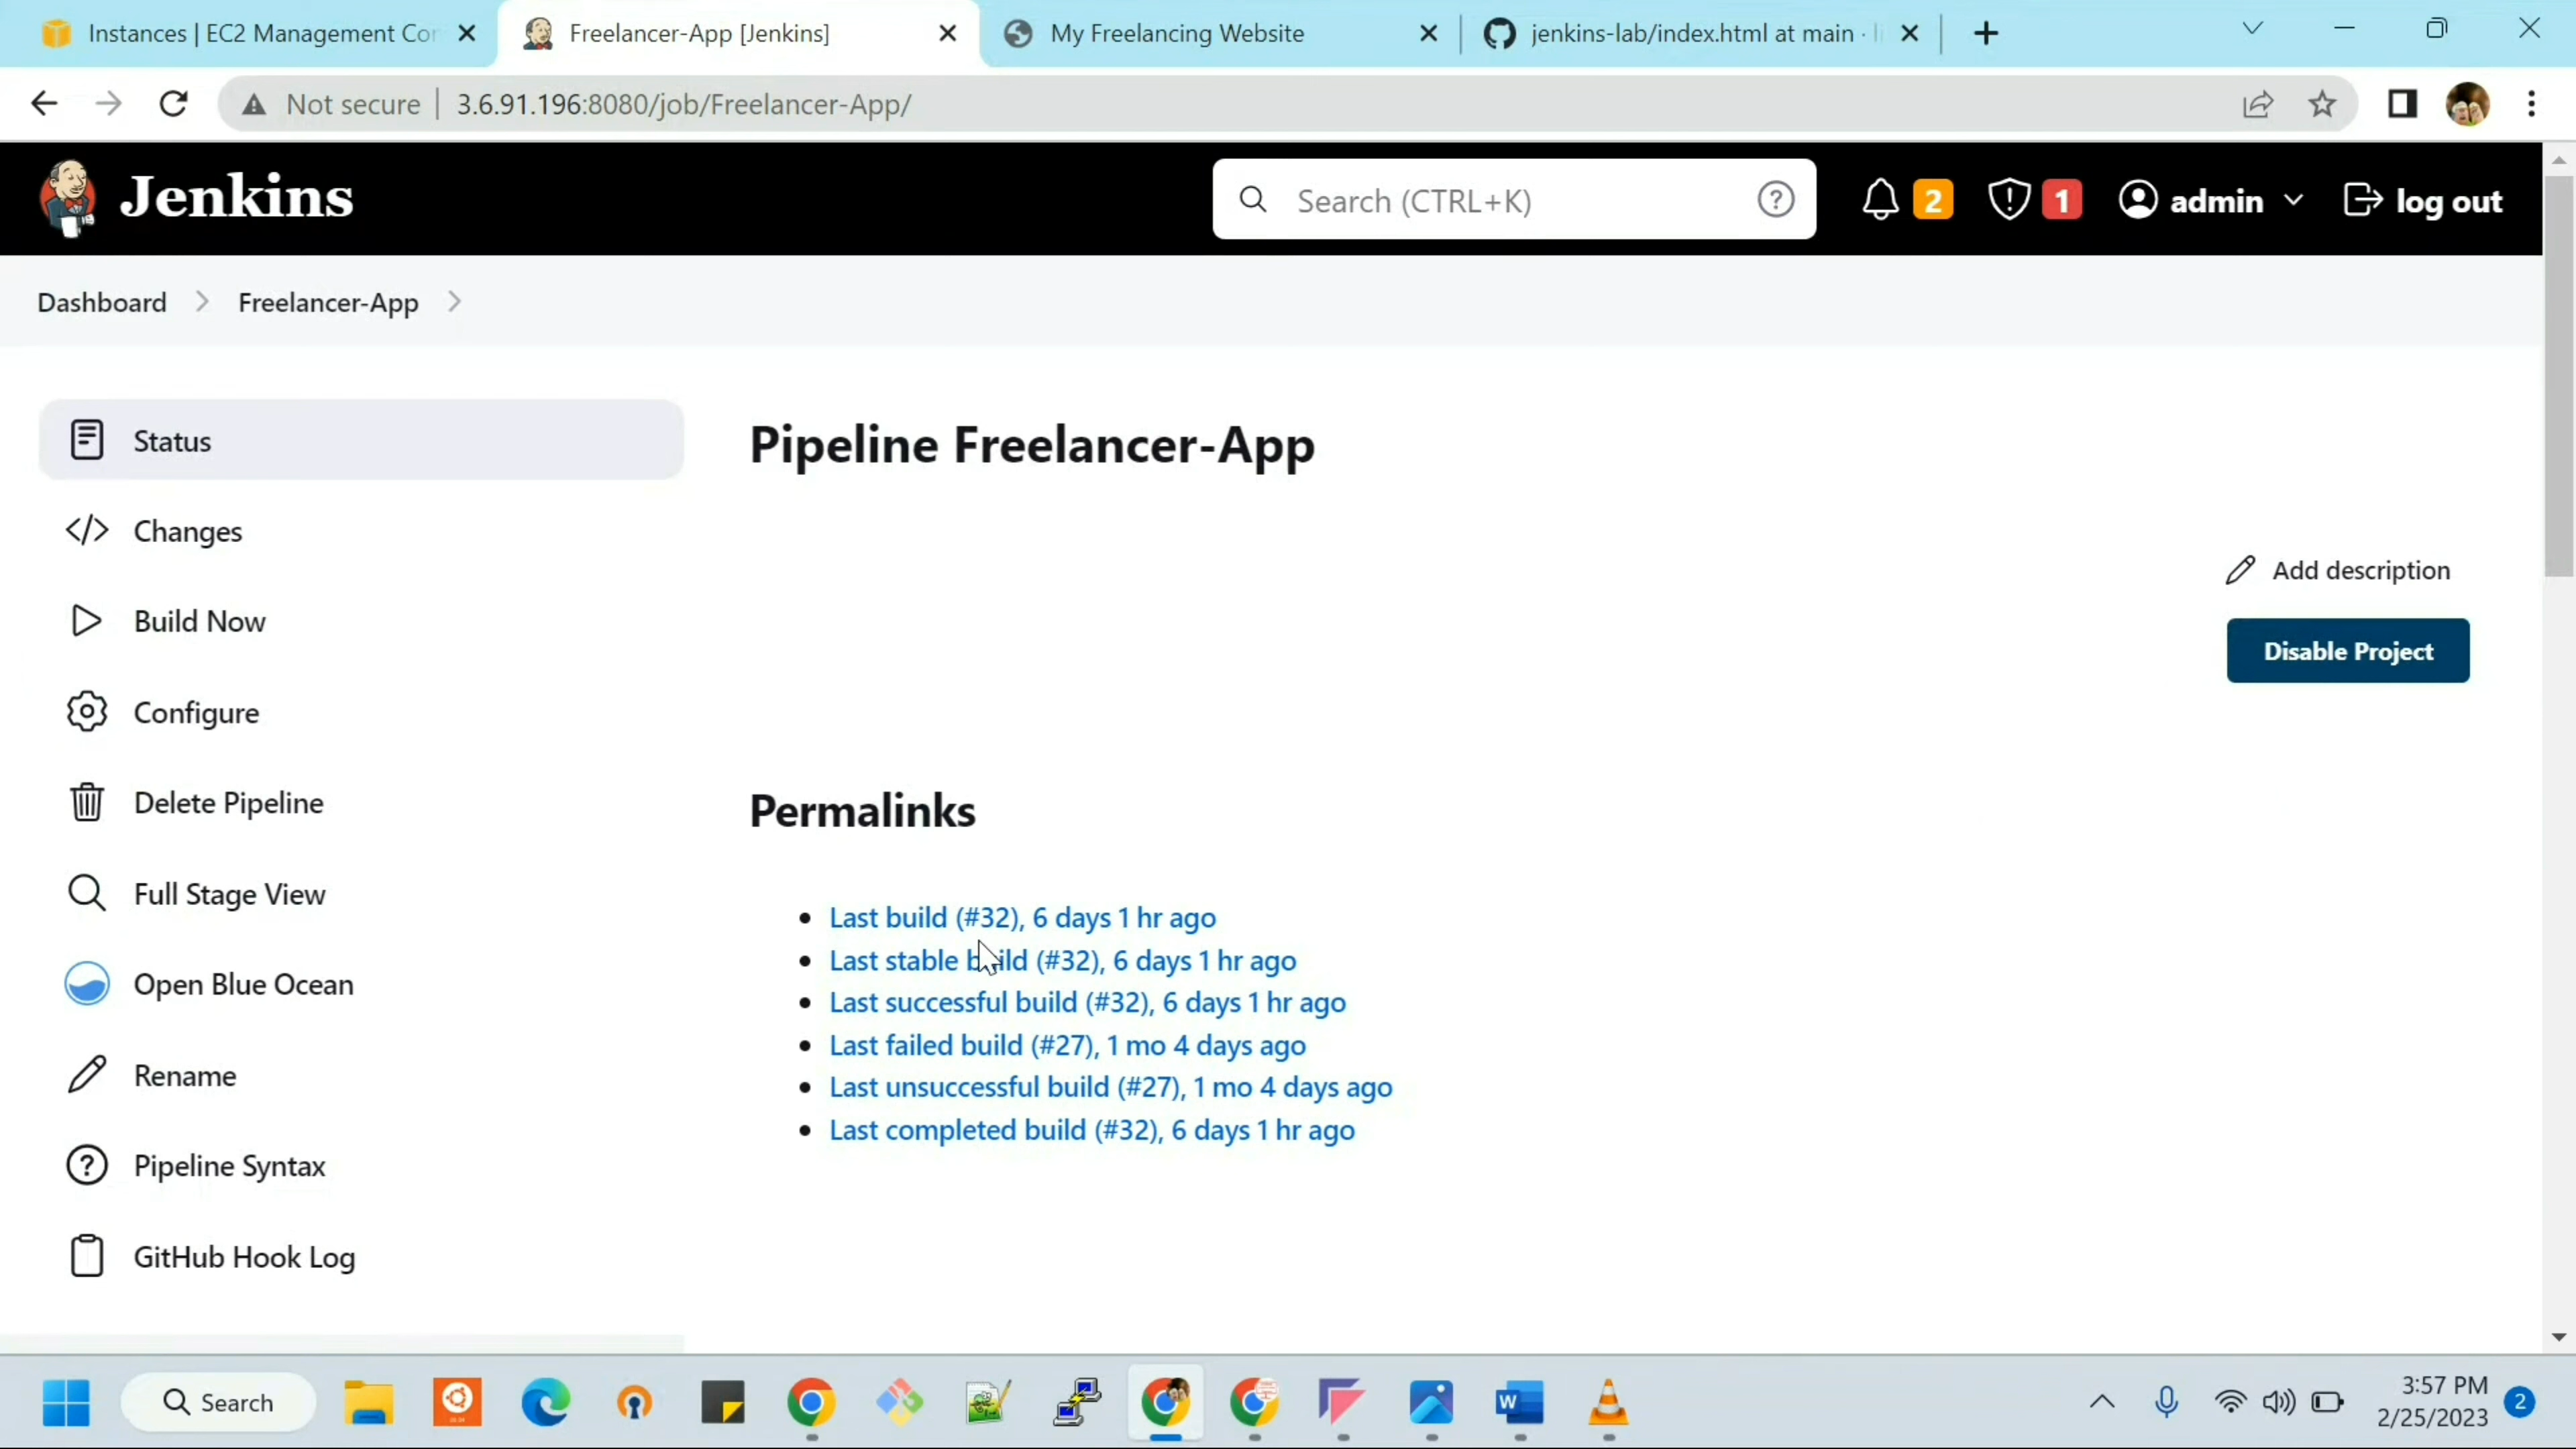 Instances | EC2 Management Cor
Freelancer-App [Jenkins]
My Freelancing Website
jenkins-lab/index.html at main ·
Not secure
3.6.91.196:8080/job/Freelancer-App/
Jenkins
Search (CTRL+K)
2
1
admin
log out
Dashboard
Freelancer-App
Status
Changes
Build Now
Configure
Delete Pipeline
Full Stage View
Open Blue Ocean
Rename
Pipeline Syntax
GitHub Hook Log
Pipeline Freelancer-App
Add description
Disable Project
Permalinks
Last build (#32), 6 days 1 hr ago
Last stable build (#32), 6 days 1 hr ago
Last successful build (#32), 6 days 1 hr ago
Last failed build (#27), 1 mo 4 days ago
Last unsuccessful build (#27), 1 mo 4 days ago
Last completed build (#32), 6 days 1 hr ago
Search
3:57 PM
2/25/2023
2